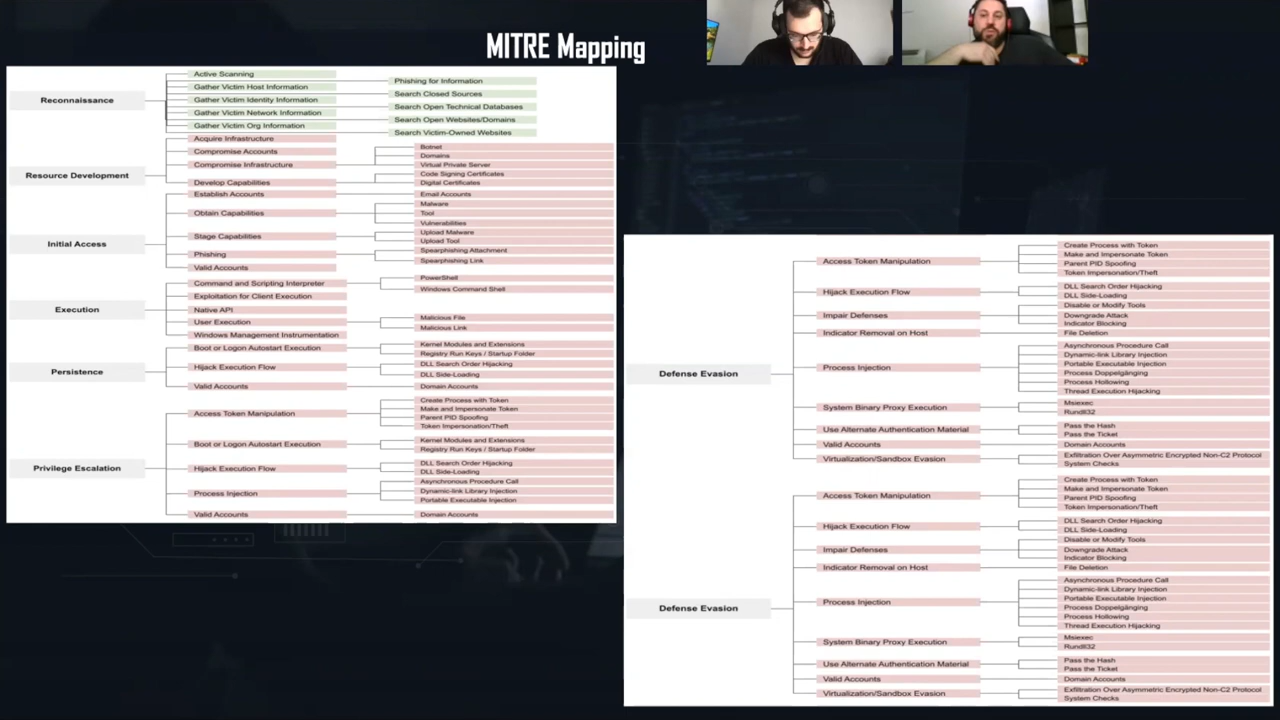 MITRE Mapping
Reconnaissance
Active Scanning
Gather Victim Host Information
Gather Victim Identity Information
Gather Victim Network Information
Gather Victim Org Information
Phishing for Information
Search Closed Sources
Search Open Technical Databases
Search Open Websites/Domains
Search Victim-Owned Websites
Resource Development
Acquire Infrastructure
Compromise Accounts
Compromise Infrastructure
Botnet
Domains
Virtual Private Server
Develop Capabilities
Code Signing Certificates
Digital Certificates
Establish Accounts
Email Accounts
Obtain Capabilities
Malware
Tool
Vulnerabilities
Stage Capabilities
Upload Malware
Upload Tool
Initial Access
Phishing
Spearphishing Attachment
Spearphishing Link
Valid Accounts
Execution
Command and Scripting Interpreter
PowerShell
Windows Command Shell
Exploitation for Client Execution
Native API
User Execution
Malicious File
Malicious Link
Windows Management Instrumentation
Persistence
Boot or Logon Autostart Execution
Kernel Modules and Extensions
Registry Run Keys / Startup Folder
Hijack Execution Flow
DLL Search Order Hijacking
DLL Side-Loading
Valid Accounts
Domain Accounts
Privilege Escalation
Access Token Manipulation
Create Process with Token
Make and Impersonate Token
Parent PID Spoofing
Token Impersonation/Theft
Boot or Logon Autostart Execution
Kernel Modules and Extensions
Registry Run Keys / Startup Folder
Hijack Execution Flow
DLL Search Order Hijacking
DLL Side-Loading
Process Injection
Asynchronous Procedure Call
Dynamic-link Library Injection
Portable Executable Injection
Valid Accounts
Domain Accounts
Defense Evasion
Access Token Manipulation
Create Process with Token
Make and Impersonate Token
Parent PID Spoofing
Token Impersonation/Theft
Hijack Execution Flow
DLL Search Order Hijacking
DLL Side-Loading
Impair Defenses
Disable or Modify Tools
Downgrade Attack
Indicator Blocking
Indicator Removal on Host
File Deletion
Process Injection
Asynchronous Procedure Call
Dynamic-link Library Injection
Portable Executable Injection
Process Doppelgänging
Process Hollowing
Thread Execution Hijacking
System Binary Proxy Execution
Msiexec
Rundll32
Use Alternate Authentication Material
Pass the Hash
Pass the Ticket
Valid Accounts
Domain Accounts
Virtualization/Sandbox Evasion
Exfiltration Over Asymmetric Encrypted Non-C2 Protocol
System Checks
Defense Evasion
Access Token Manipulation
Create Process with Token
Make and Impersonate Token
Parent PID Spoofing
Token Impersonation/Theft
Hijack Execution Flow
DLL Search Order Hijacking
DLL Side-Loading
Impair Defenses
Disable or Modify Tools
Downgrade Attack
Indicator Blocking
Indicator Removal on Host
File Deletion
Process Injection
Asynchronous Procedure Call
Dynamic-link Library Injection
Portable Executable Injection
Process Doppelgänging
Process Hollowing
Thread Execution Hijacking
System Binary Proxy Execution
Msiexec
Rundll32
Use Alternate Authentication Material
Pass the Hash
Pass the Ticket
Valid Accounts
Domain Accounts
Virtualization/Sandbox Evasion
Exfiltration Over Asymmetric Encrypted Non-C2 Protocol
System Checks